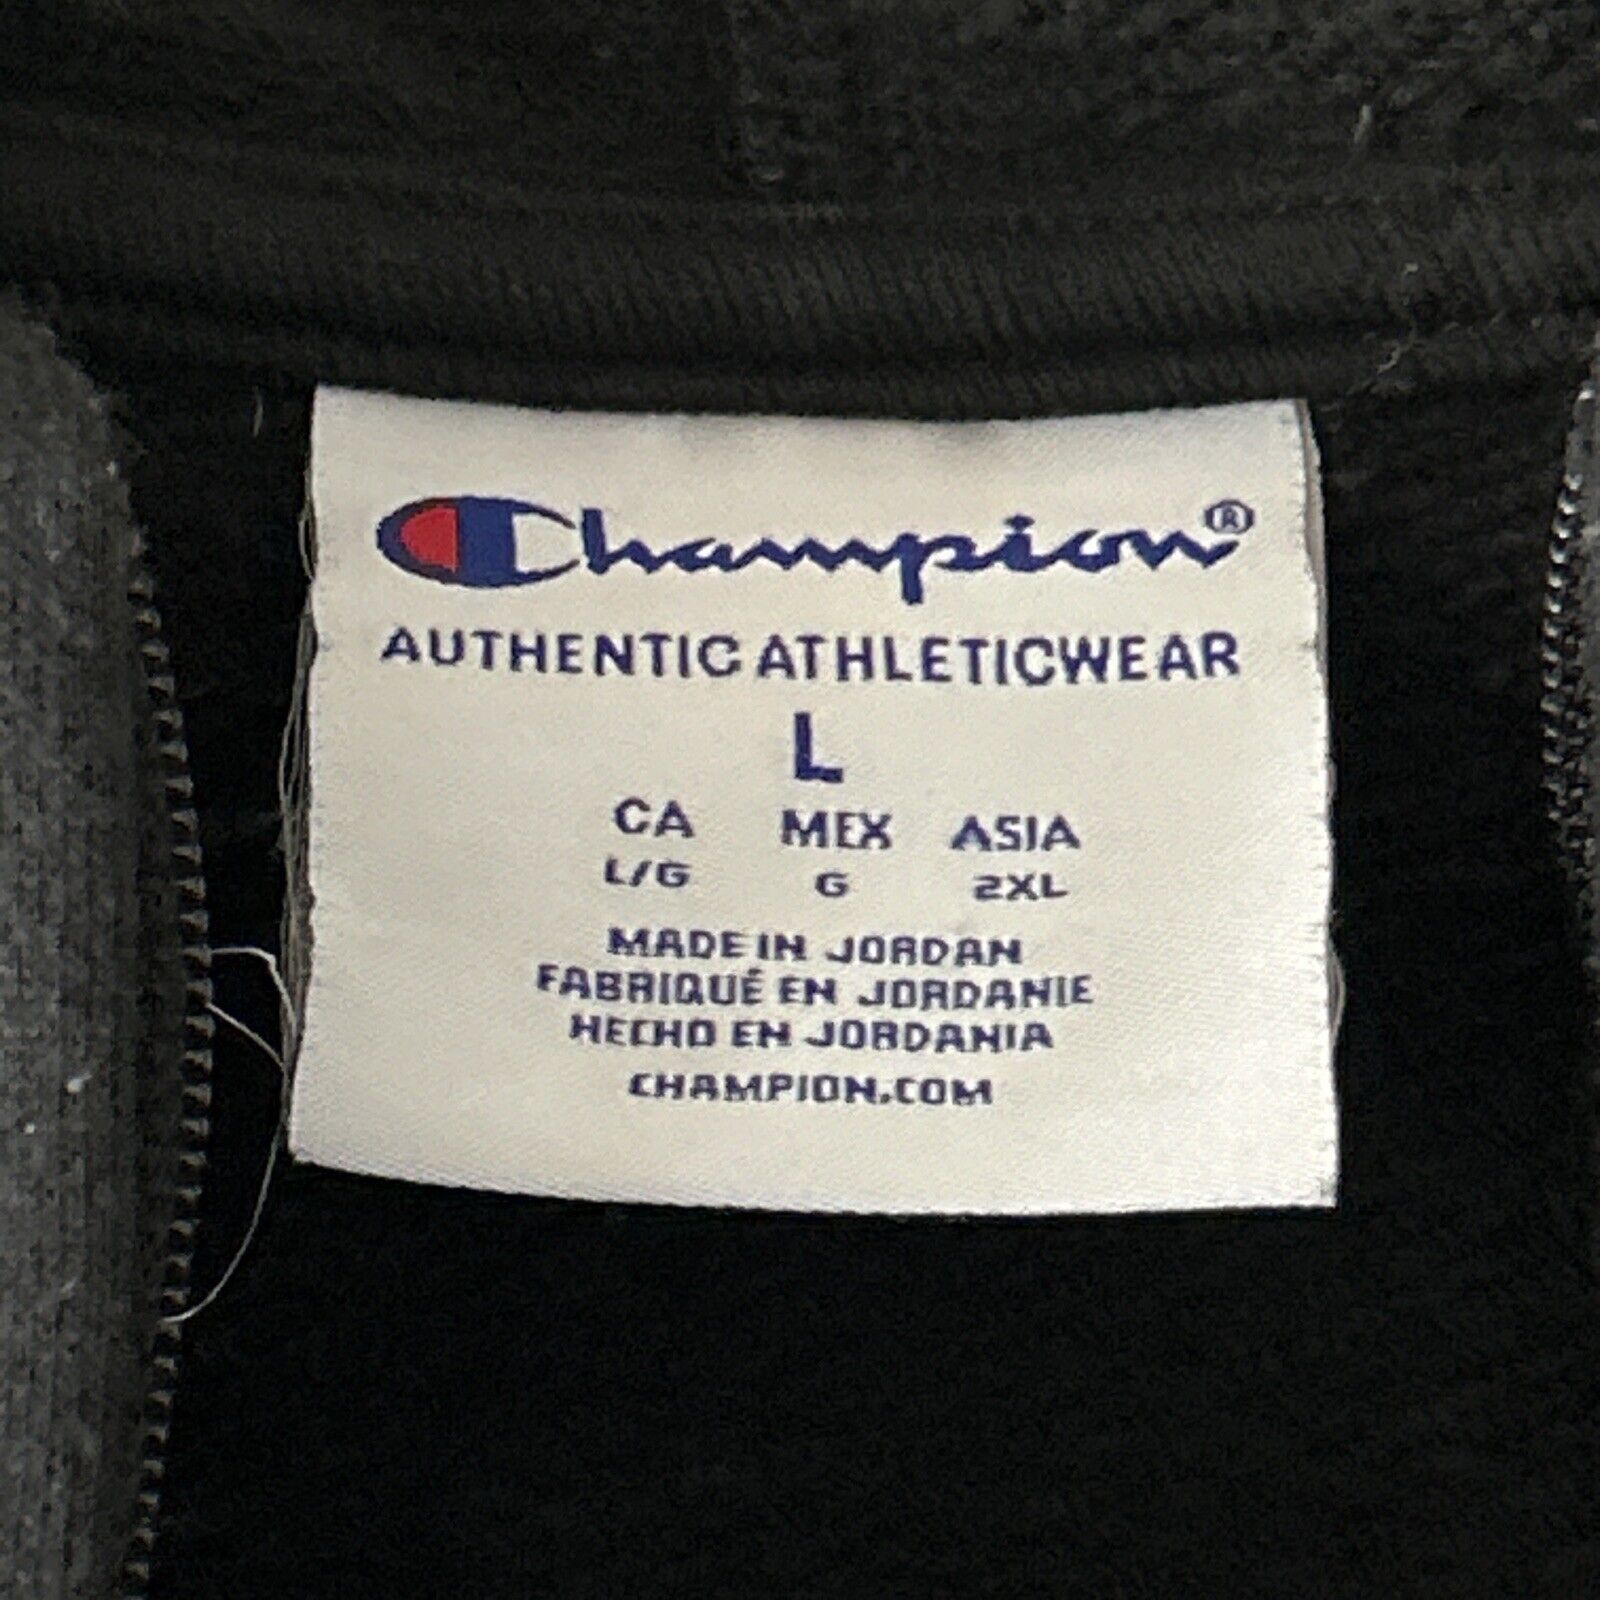 Champion®
AUTHENTIC ATHLETICWEAR
L
CA MEX ASIA
L/G G 2XL
MADE IN JORDAN
FABRIQUÉ EN JORDANIE
HECHO EN JORDANIA
CHAMPION.COM